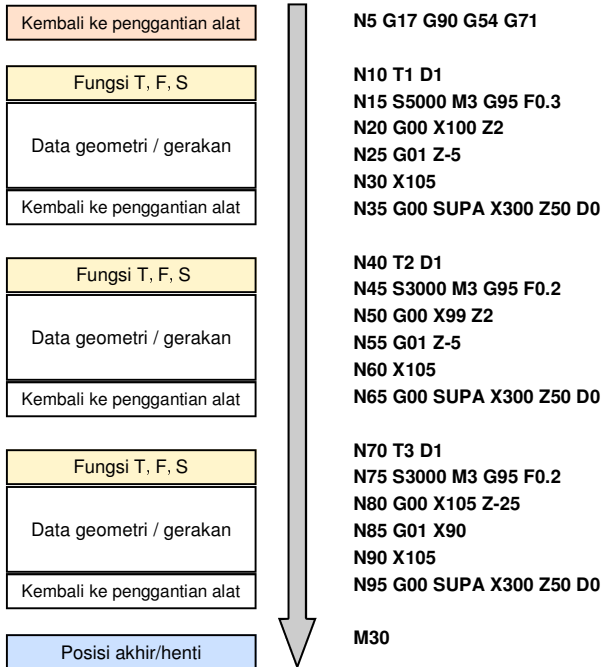 Kembali ke penggantian alat
N5 G17 G90 G54 G71
Fungsi T, F, S
Data geometri / gerakan
Kembali ke penggantian alat
N10 T1 D1
N15 S5000 M3 G95 F0.3
N20 G00 X100 Z2
N25 G01 Z-5
N30 X105
N35 G00 SUPA X300 Z50 D0
Fungsi T, F, S
Data geometri / gerakan
Kembali ke penggantian alat
N40 T2 D1
N45 S3000 M3 G95 F0.2
N50 G00 X99 Z2
N55 G01 Z-5
N60 X105
N65 G00 SUPA X300 Z50 D0
Fungsi T, F, S
Data geometri / gerakan
Kembali ke penggantian alat
N70 T3 D1
N75 S3000 M3 G95 F0.2
N80 G00 X105 Z-25
N85 G01 X90
N90 X105
N95 G00 SUPA X300 Z50 D0
Posisi akhir/henti
M30